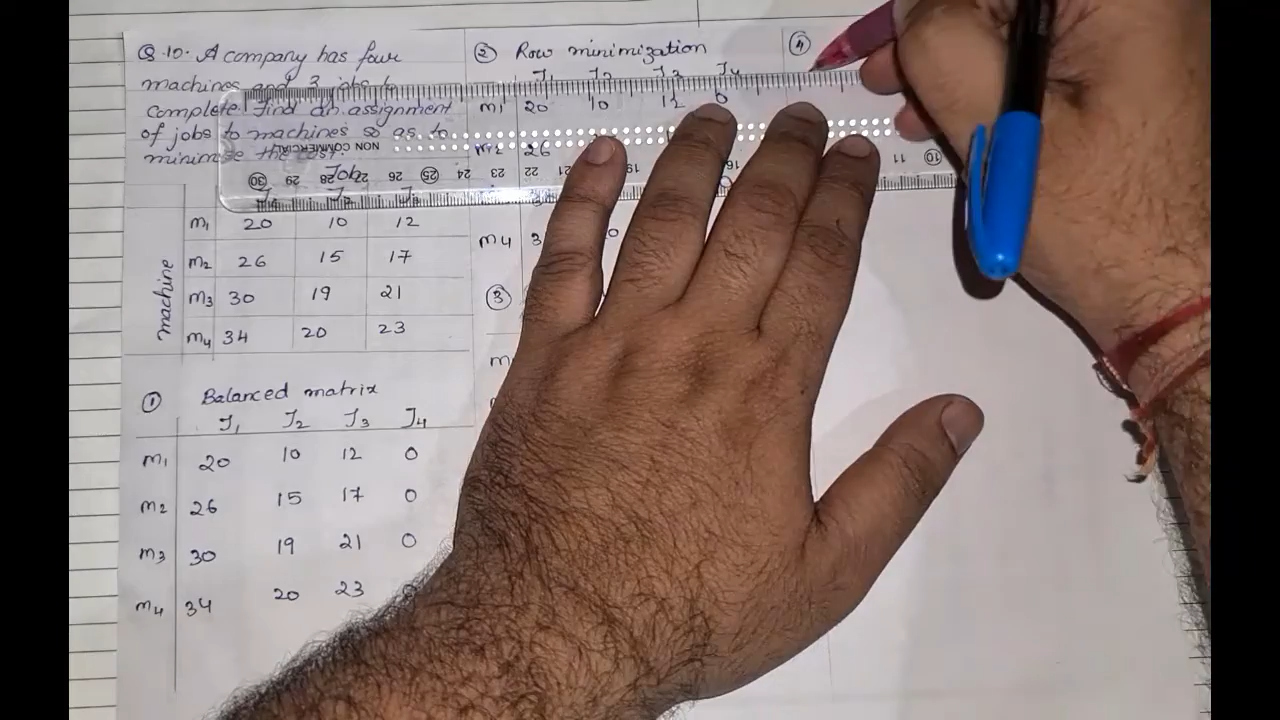 Q.10. A company has four
machines and 3 jobs to
complete. Find an assignment
of jobs to machines so as to
minimise the cost.
Job
machine
M1 20 10 12
M2 26 15 17
M3 30 19 21
M4 34 20 23
① Balanced matrix
J1 J2 J3 J4
M1 20 10 12 0
M2 26 15 17 0
M3 30 19 21 0
M4 34 20 23
② Row minimization
J1 J2 J3 J4
M1 20 10 12 0
M2 26
M4 3
③
④
NON COMMERCIAL
30 29 28 27 26 25 24 23 22 21 19 16 11 10